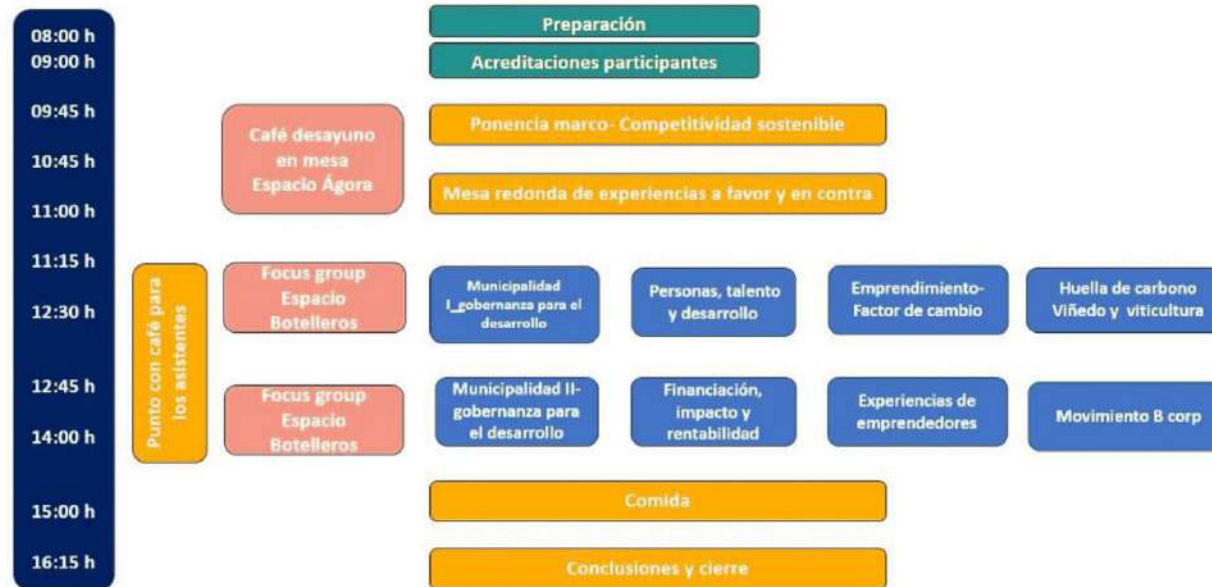 08:00 h
09:00 h
09:45 h
10:45 h
11:00 h
11:15 h
12:30 h
12:45 h
14:00 h
15:00 h
16:15 h
Preparación
Acreditaciones participantes
Café desayuno
en mesa
Espacio Ágora
Ponencia marco- Competitividad sostenible
Mesa redonda de experiencias a favor y en contra
Punto con café para
los asistentes
Focus group
Espacio
Botelleros
Municipalidad
I_gobernanza para el
desarrollo
Personas, talento
y desarrollo
Emprendimiento-
Factor de cambio
Huella de carbono
Viñedo y viticultura
Focus group
Espacio
Botelleros
Municipalidad II-
gobernanza para
el desarrollo
Financiación,
impacto y
rentabilidad
Experiencias de
emprendedores
Movimiento B corp
Comida
Conclusiones y cierre